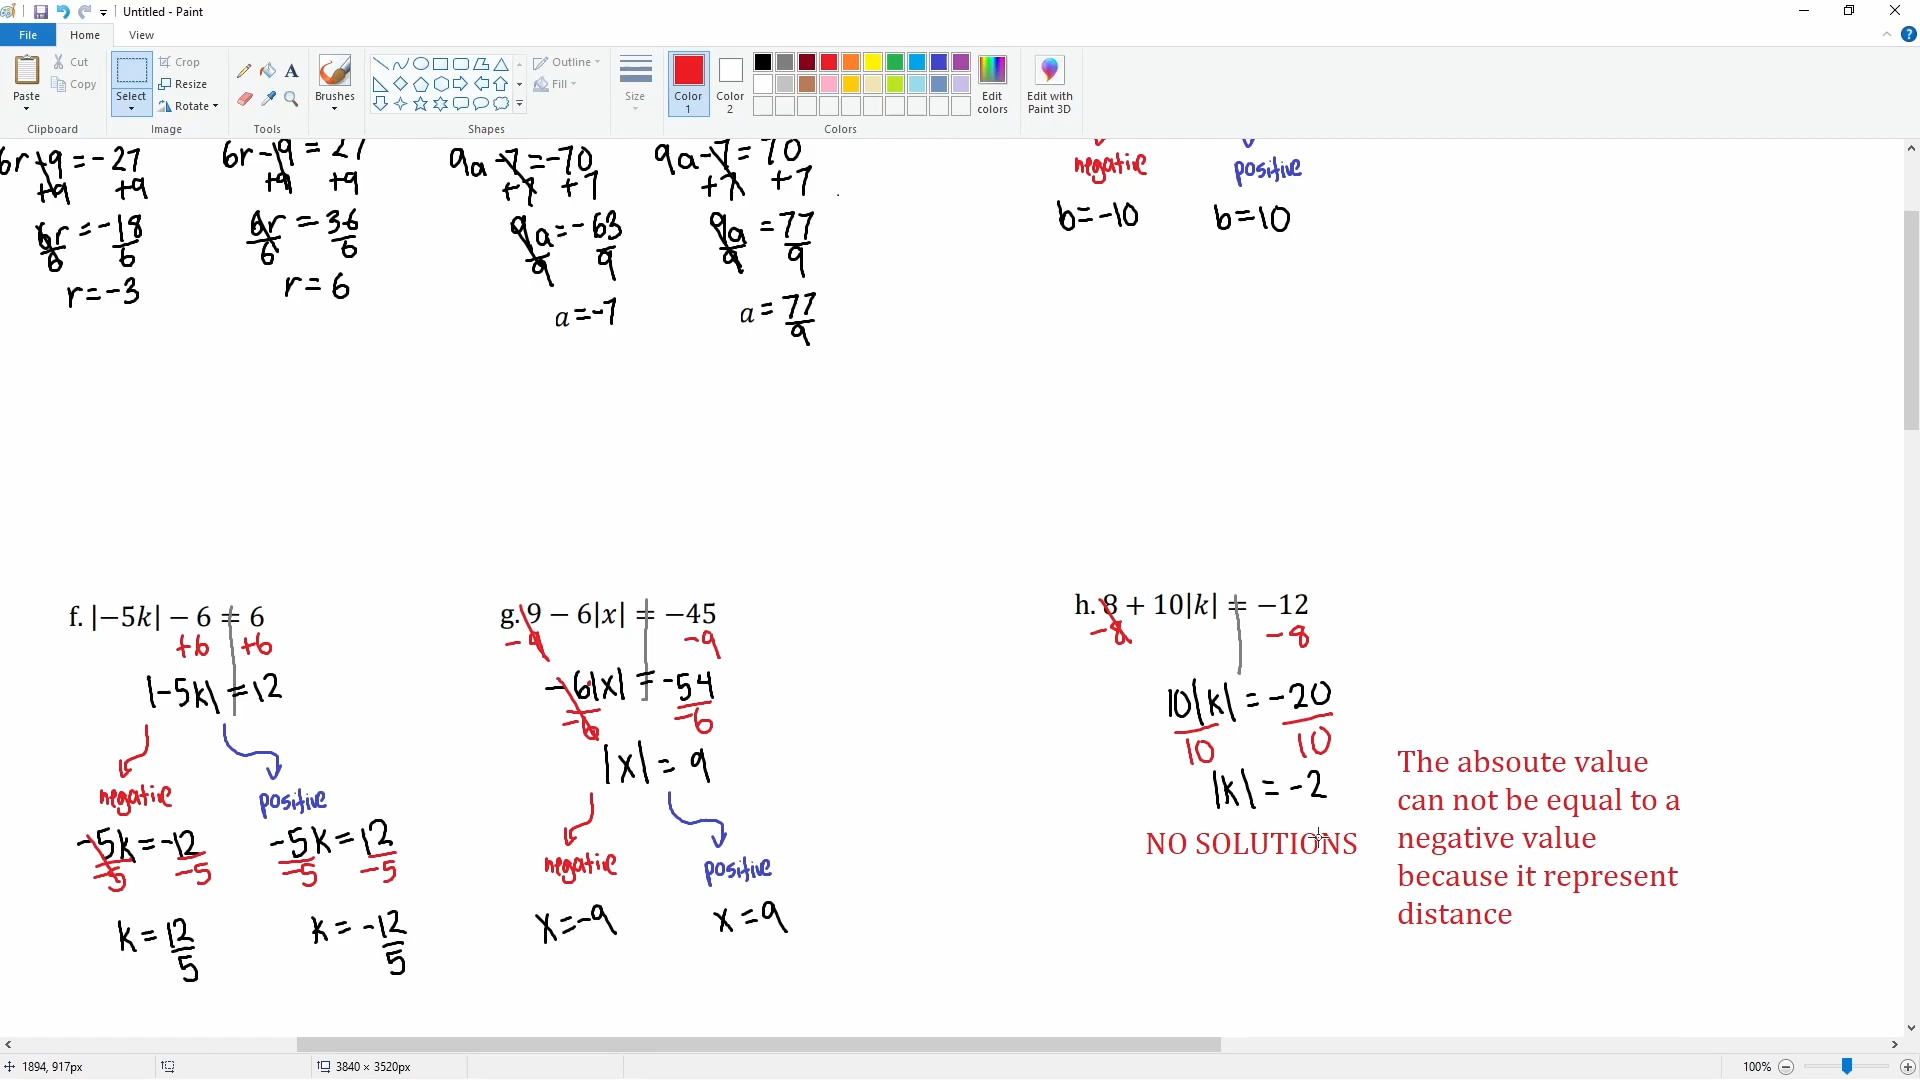 Untitled - Paint
File Home View
Paste
Cut
Copy
Clipboard
Select
Crop
Resize
Rotate
Image
A
Tools
Brushes
Shapes
Outline
Fill
Size
Color 1
Color 2
Colors
Edit colors
Edit with Paint 3D
6r+9=-27
+9 +9
6r=-18
6 6
r=-3
6r-9=27
+9 +9
6r=36
6 6
r=6
9a-7=-70
+7 +7
9a=-63
9 9
a=-7
9a-7=70
+7 +7
9a=77
9 9
a=77
9
negative
b=-10
positive
b=10
f. |−5k| − 6 = 6
+6 +6
|-5k|=12
negative
positive
-5k=-12
-5 -5
k=12
5
-5k=12
-5 -5
k=-12
5
g. 9 − 6|x| = −45
-9 -9
-6|x|=-54
-6 -6
|x|=9
negative
positive
x=-9
x=9
h. 8 + 10|k| = −12
-8 -8
10|k|=-20
10 10
|k|=-2
NO SOLUTIONS
The absoute value
can not be equal to a
negative value
because it represent
distance
1894, 917px
3840 × 3520px
100%